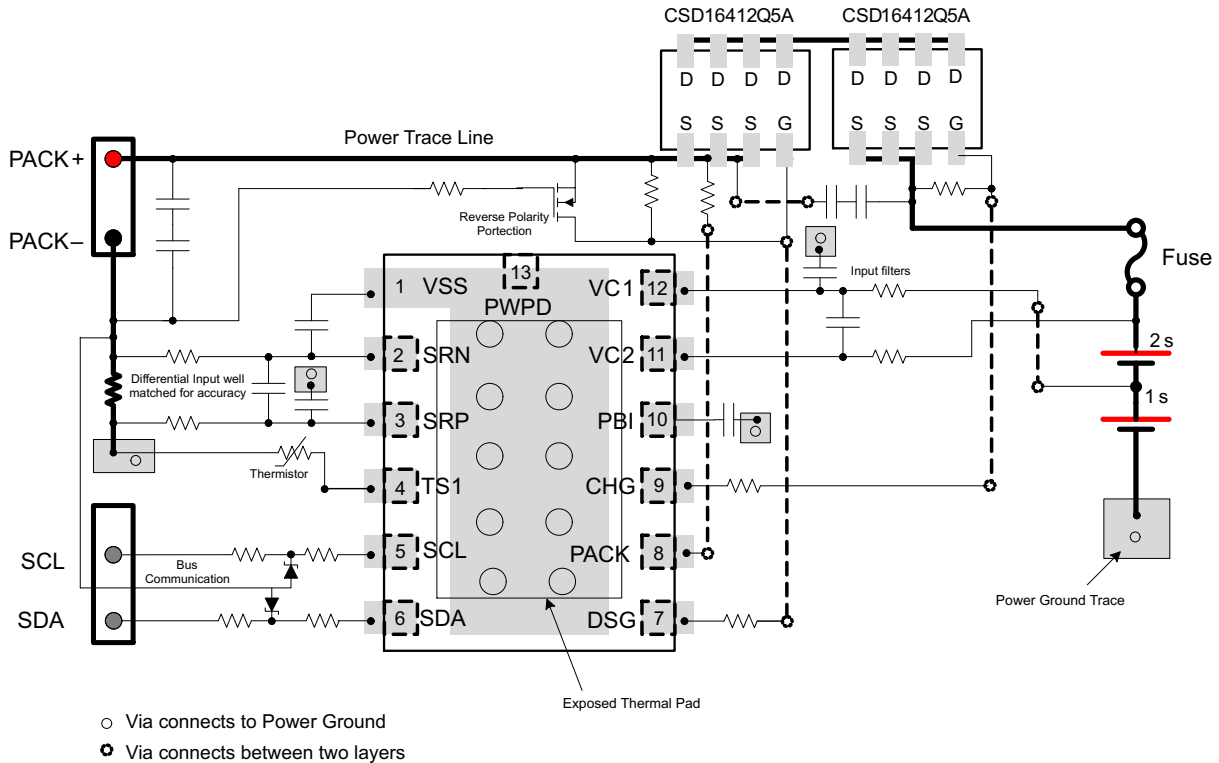 CSD16412Q5A
CSD16412Q5A
D D D D
D D D D
S S S G
S S S G
Power Trace Line
PACK+
PACK–
Reverse Polarity
Portection
Fuse
Input filters
1 VSS
13
PWPD
VC1 12
2 SRN
VC2 11
2 s
Differential Input well
matched for accuracy
1 s
3 SRP
PBI 10
Thermistor
4 TS1
CHG 9
SCL
Bus
Communication
5 SCL
PACK 8
Power Ground Trace
SDA
6 SDA
DSG 7
Exposed Thermal Pad
Via connects to Power Ground
Via connects between two layers